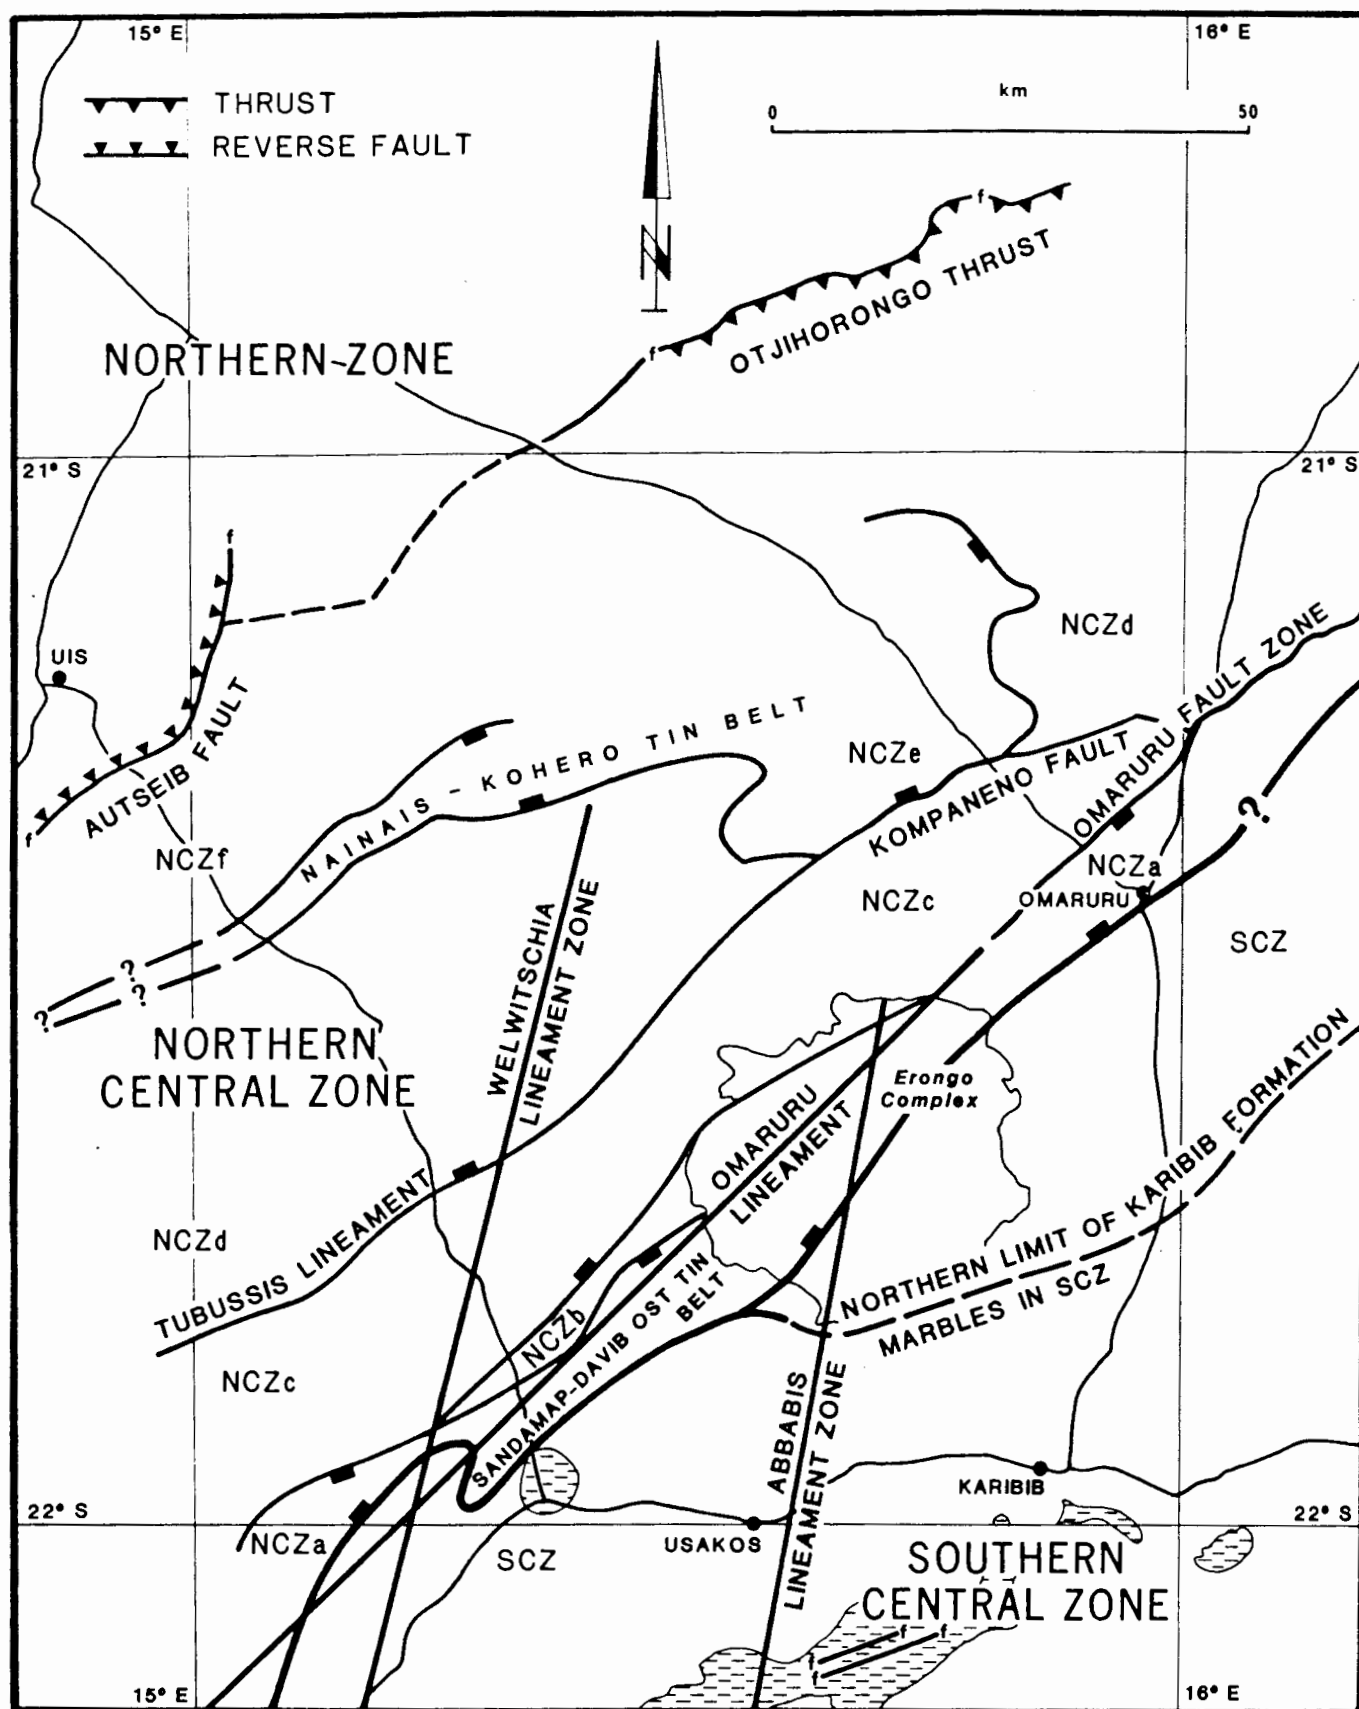 15° E
16° E
THRUST
REVERSE FAULT
km
0
50
N
f
f
OTJIHORONGO THRUST
NORTHERN ZONE
21° S
21° S
f
UIS
AUTSEIB FAULT
f
NCZd
OMARURU FAULT ZONE
NAINAIS - KOHERO TIN BELT
NCZe
KOMPANENO FAULT
?
NCZf
NCZa
OMARURU
NCZc
SCZ
WELWITSCHIA
LINEAMENT ZONE
?
?
?
NORTHERN
CENTRAL ZONE
Erongo
Complex
OMARURU
LINEAMENT
NORTHERN LIMIT OF KARIBIB FORMATION
MARBLES IN SCZ
NCZd
TUBUSSIS LINEAMENT
NCZb
SANDAMAP-DAVIB OST TIN
BELT
NCZc
ABBABIS
LINEAMENT ZONE
KARIBIB
22° S
22° S
NCZa
SCZ
USAKOS
SOUTHERN
CENTRAL ZONE
f
f
f
f
15° E
16° E